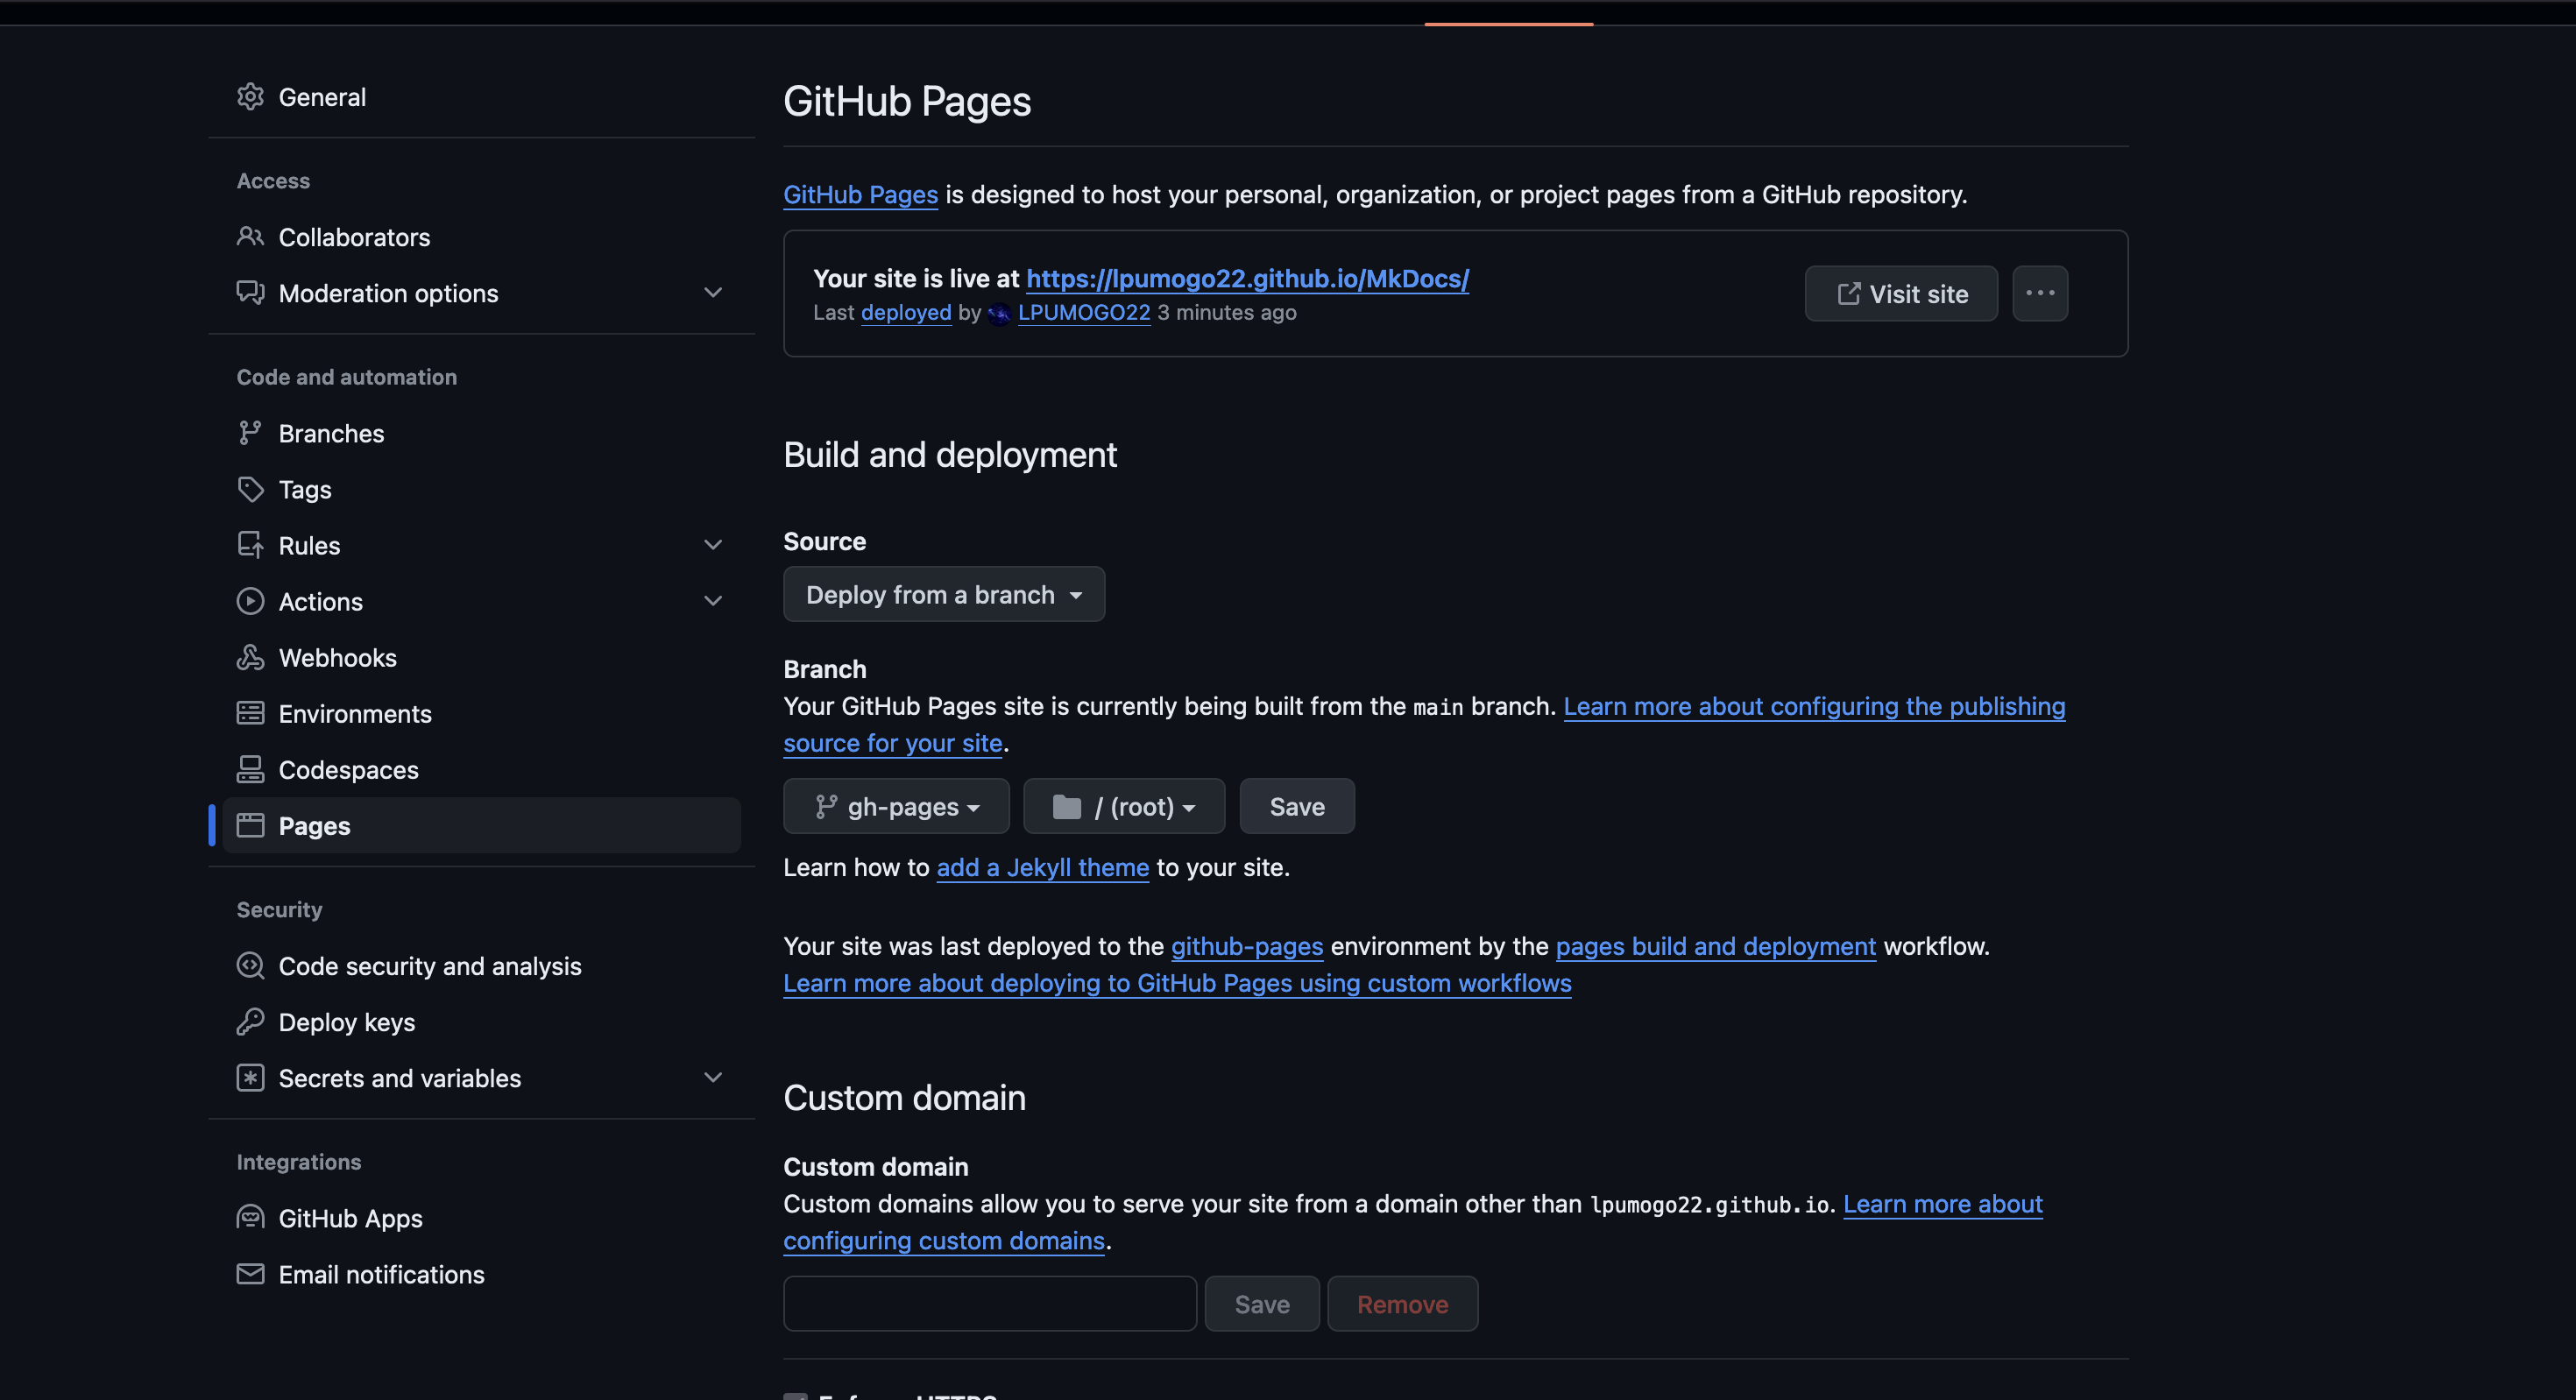 General
Access
Collaborators
Moderation options
Code and automation
Branches
Tags
Rules
Actions
Webhooks
Environments
Codespaces
Pages
Security
Code security and analysis
Deploy keys
Secrets and variables
Integrations
GitHub Apps
Email notifications
GitHub Pages
GitHub Pages is designed to host your personal, organization, or project pages from a GitHub repository.
Your site is live at https://lpumogo22.github.io/MkDocs/
Last deployed by LPUMOGO22 3 minutes ago
Visit site
Build and deployment
Source
Deploy from a branch
Branch
Your GitHub Pages site is currently being built from the main branch. Learn more about configuring the publishing
source for your site.
gh-pages / (root) Save
Learn how to add a Jekyll theme to your site.
Your site was last deployed to the github-pages environment by the pages build and deployment workflow.
Learn more about deploying to GitHub Pages using custom workflows
Custom domain
Custom domain
Custom domains allow you to serve your site from a domain other than lpumogo22.github.io. Learn more about
configuring custom domains.
Save Remove